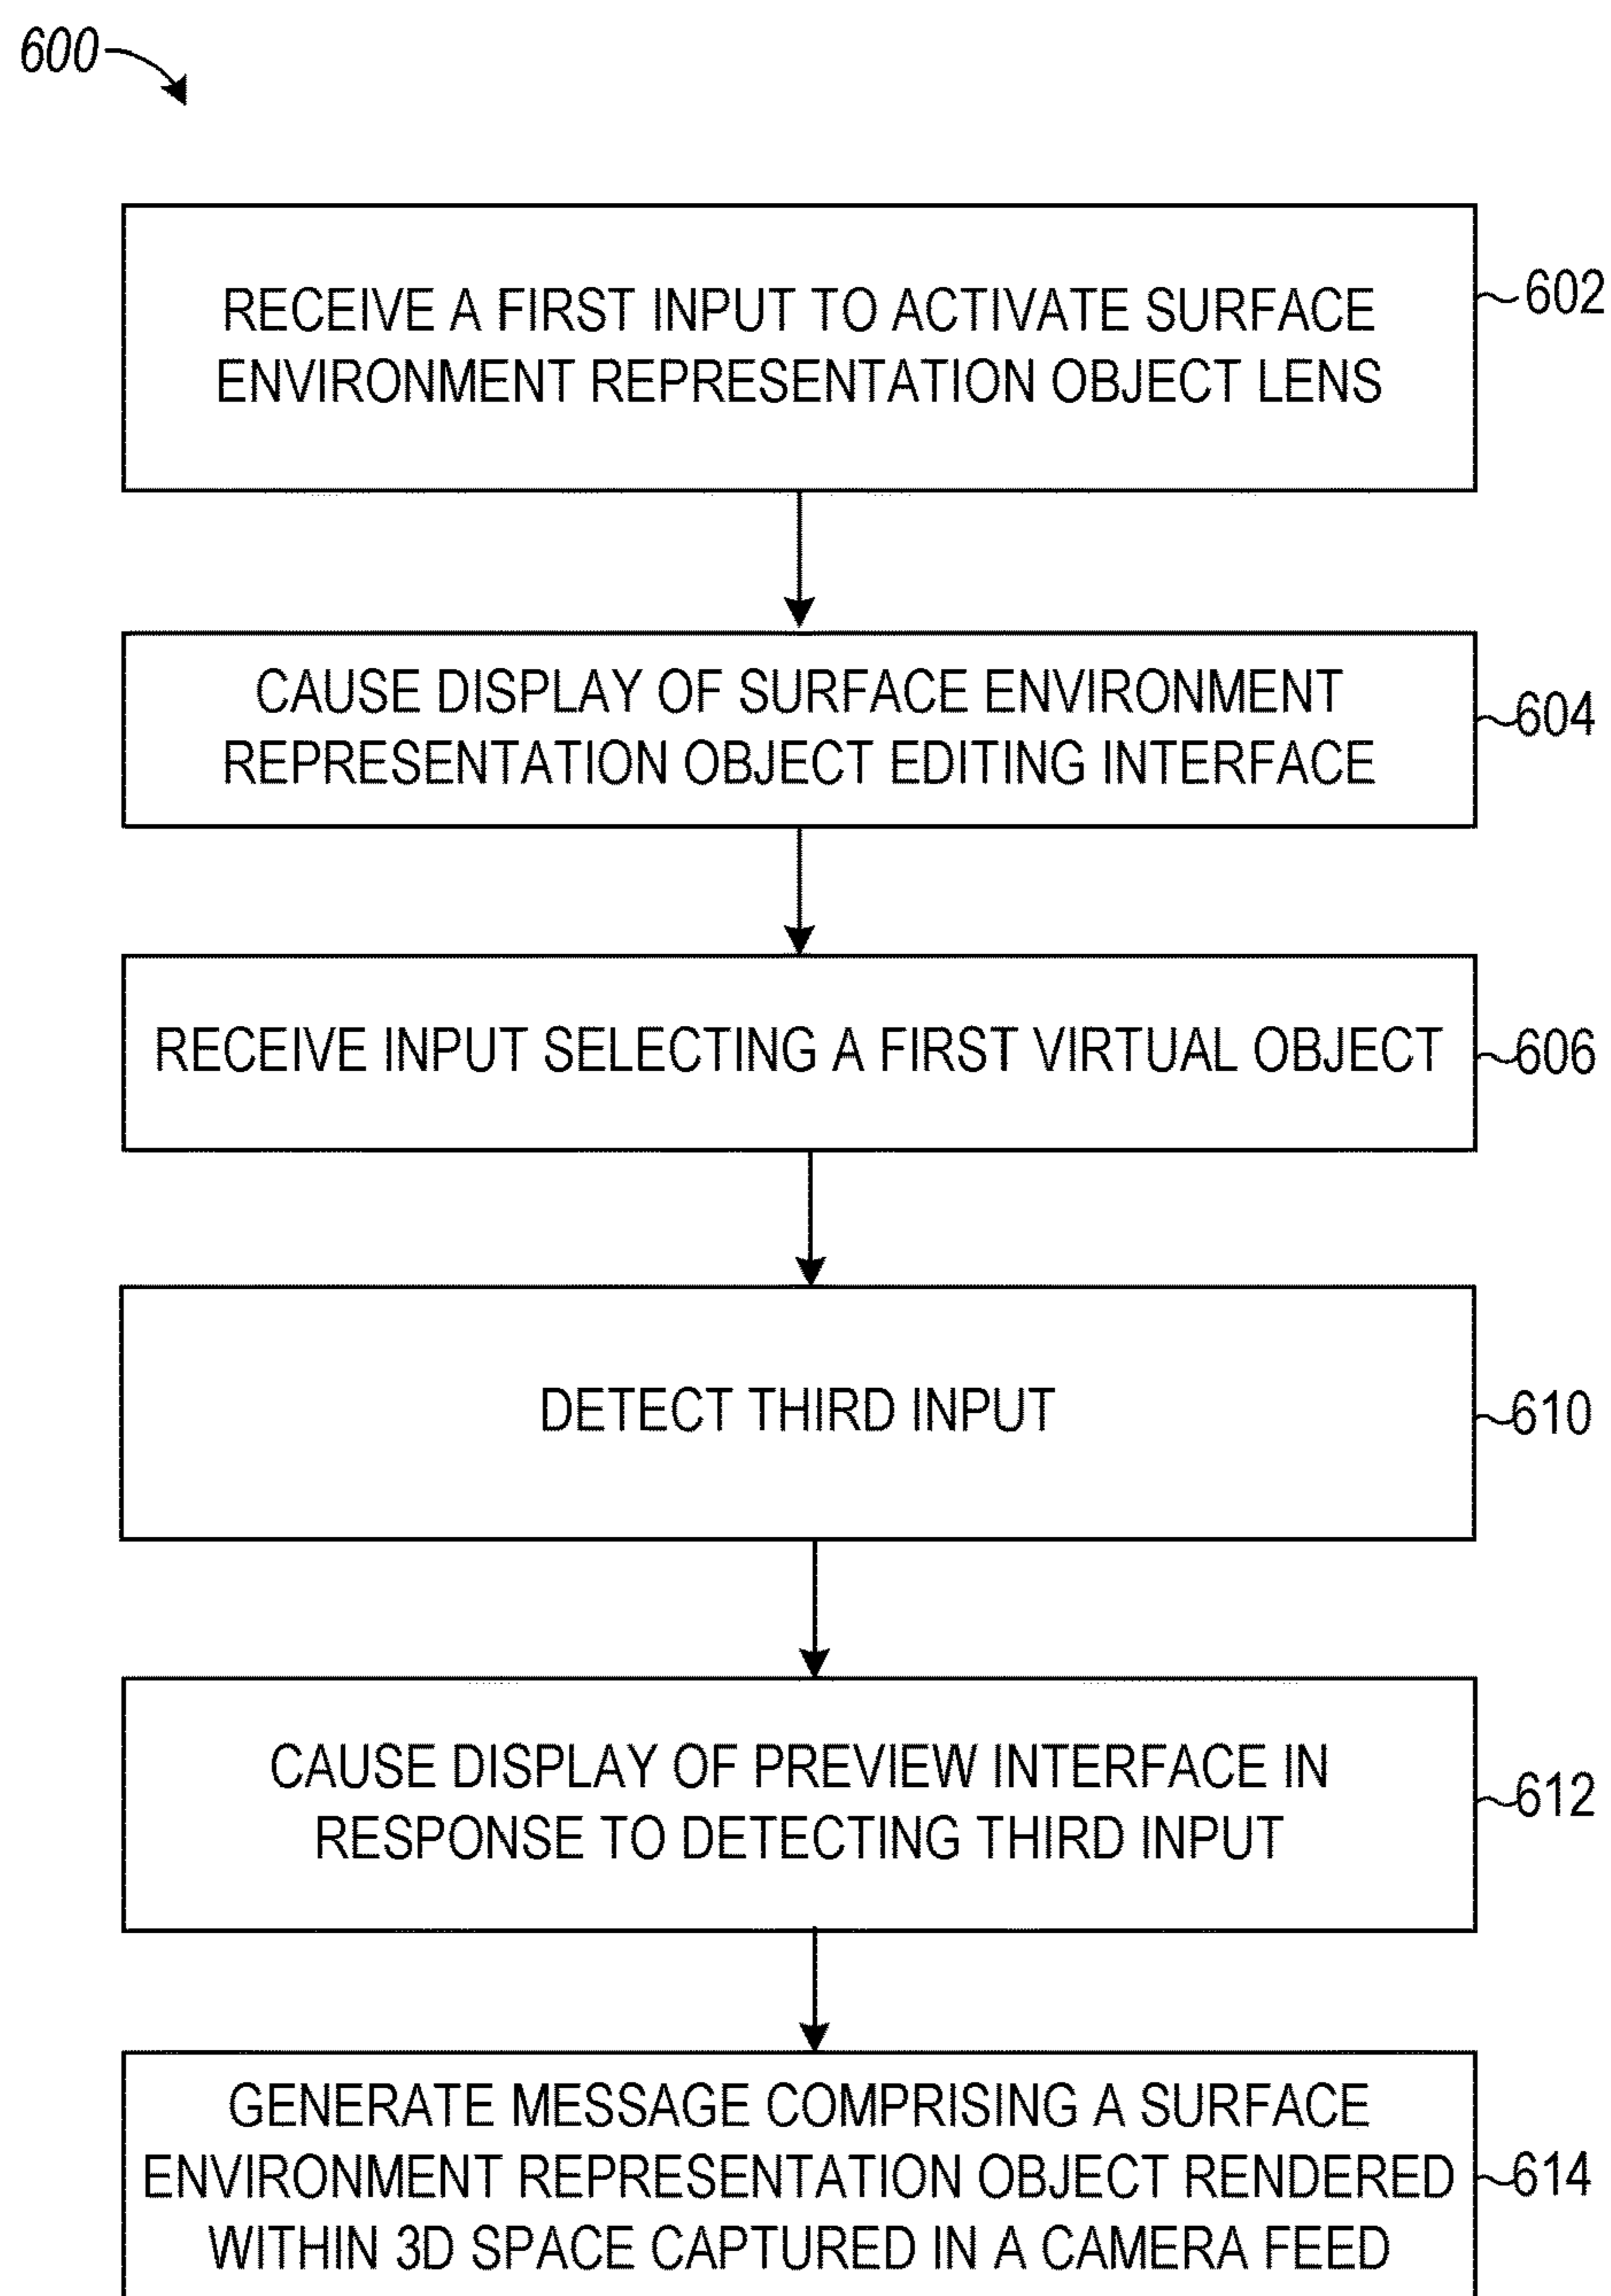 600
RECEIVE A FIRST INPUT TO ACTIVATE SURFACE
ENVIRONMENT REPRESENTATION OBJECT LENS
602
CAUSE DISPLAY OF SURFACE ENVIRONMENT
REPRESENTATION OBJECT EDITING INTERFACE
604
RECEIVE INPUT SELECTING A FIRST VIRTUAL OBJECT
606
DETECT THIRD INPUT
610
CAUSE DISPLAY OF PREVIEW INTERFACE IN
RESPONSE TO DETECTING THIRD INPUT
612
GENERATE MESSAGE COMPRISING A SURFACE
ENVIRONMENT REPRESENTATION OBJECT RENDERED
WITHIN 3D SPACE CAPTURED IN A CAMERA FEED
614